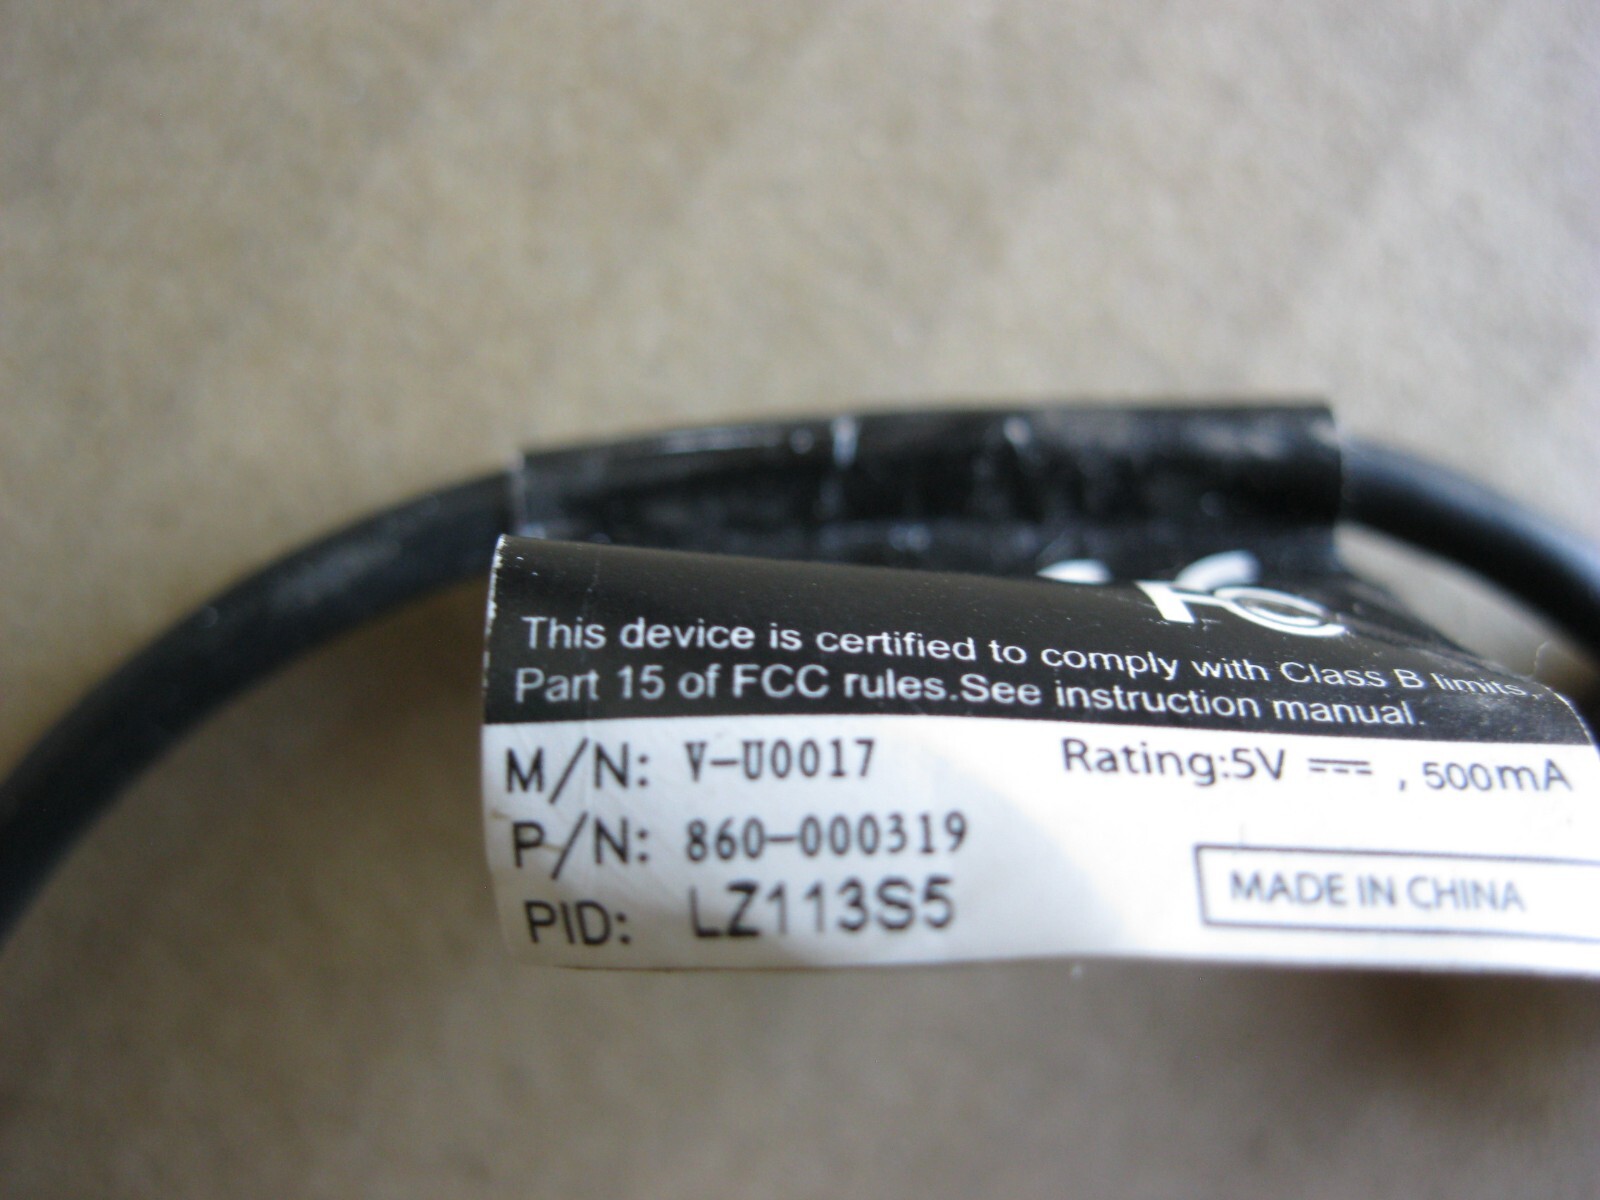 FC
This device is certified to comply with Class B limits,
Part 15 of FCC rules.See instruction manual.
M/N: V-U0017 Rating:5V ⎓ , 500mA
P/N: 860-000319
PID: LZ113S5
MADE IN CHINA